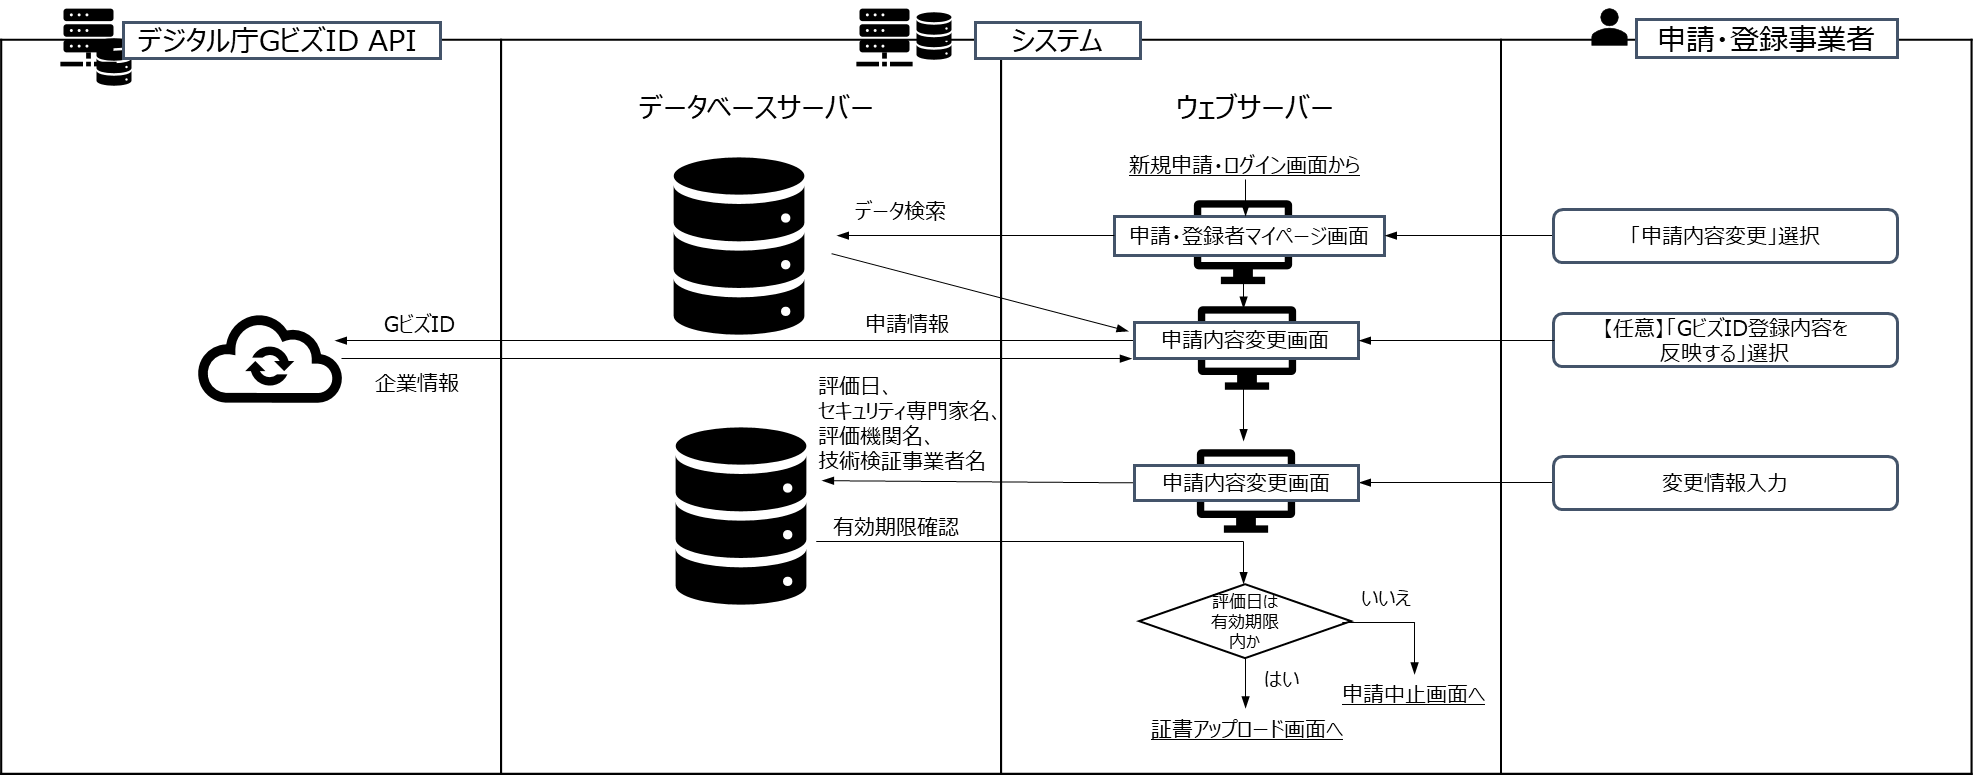 デジタル庁GビズID API
システム
申請・登録事業者
データベースサーバー
ウェブサーバー
新規申請・ログイン画面から
データ検索
申請・登録者マイページ画面
「申請内容変更」選択
GビズID
申請情報
申請内容変更画面
【任意】「GビズID登録内容を
反映する」選択
企業情報
評価日、
セキュリティ専門家名、
評価機関名、
技術検証事業者名
申請内容変更画面
変更情報入力
有効期限確認
評価日は
有効期限
内か
いいえ
はい
申請中止画面へ
証書アップロード画面へ